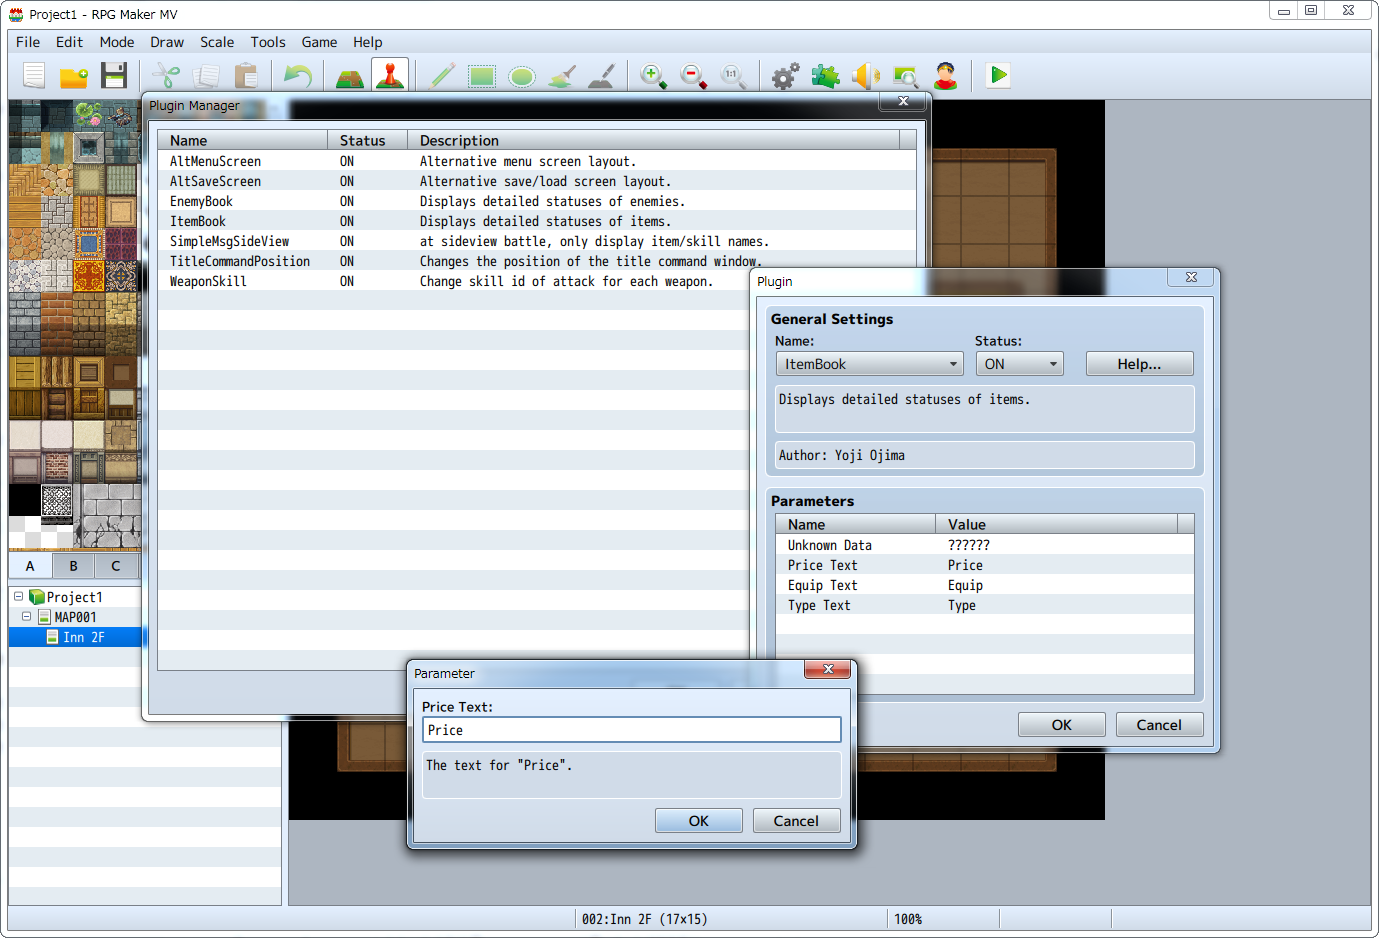 Project1 - RPG Maker MV
File Edit Mode Draw Scale Tools Game Help
1:1
Plugin Manager
Name Status Description
AltMenuScreen ON Alternative menu screen layout.
AltSaveScreen ON Alternative save/load screen layout.
EnemyBook ON Displays detailed statuses of enemies.
ItemBook ON Displays detailed statuses of items.
SimpleMsgSideView ON at sideview battle, only display item/skill names.
TitleCommandPosition ON Changes the position of the title command window.
WeaponSkill ON Change skill id of attack for each weapon.
Plugin
General Settings
Name: Status:
ItemBook ON Help...
Displays detailed statuses of items.
Author: Yoji Ojima
Parameters
Name Value
Unknown Data ??????
Price Text Price
Equip Text Equip
Type Text Type
OK Cancel
A B C
Project1
MAP001
Inn 2F
Parameter
Price Text:
Price
The text for "Price".
OK Cancel
002:Inn 2F (17x15) 100%